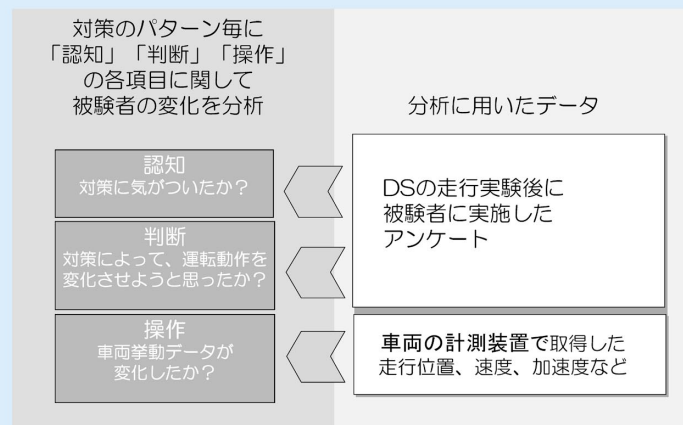 対策のパターン毎に
「認知」「判断」「操作」
の各項目に関して
被験者の変化を分析
分析に用いたデータ
認知
対策に気がついたか？
判断
対策によって、運転動作を
変化させようと思ったか？
操作
車両挙動データが
変化したか？
DSの走行実験後に
被験者に実施した
アンケート
車両の計測装置で取得した
走行位置、速度、加速度など